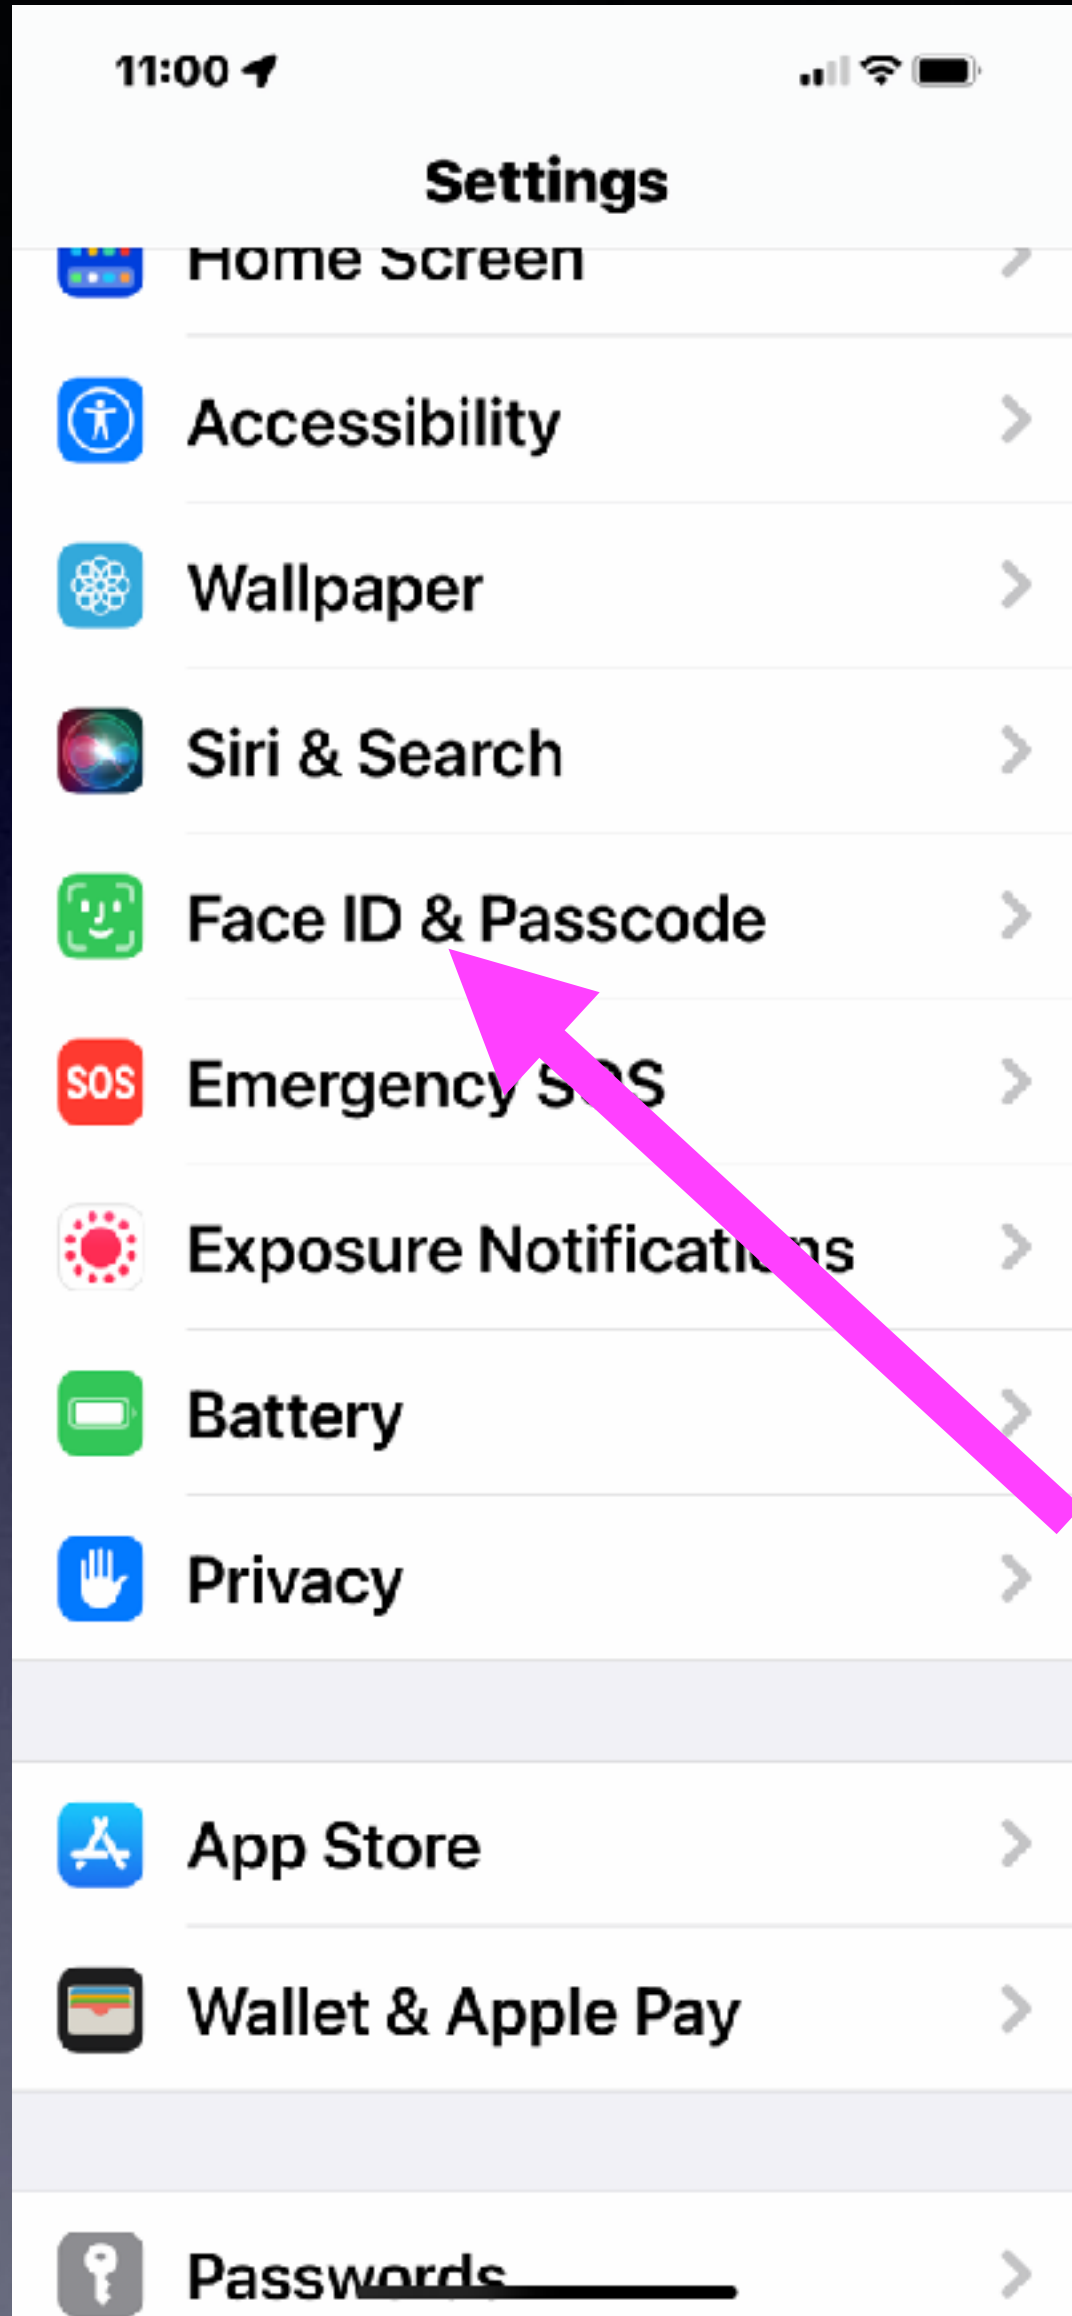 11:00
Settings
Home Screen
Accessibility
Wallpaper
Siri & Search
Face ID & Passcode
SOS Emergency SOS
Exposure Notifications
Battery
Privacy
App Store
Wallet & Apple Pay
Passwords